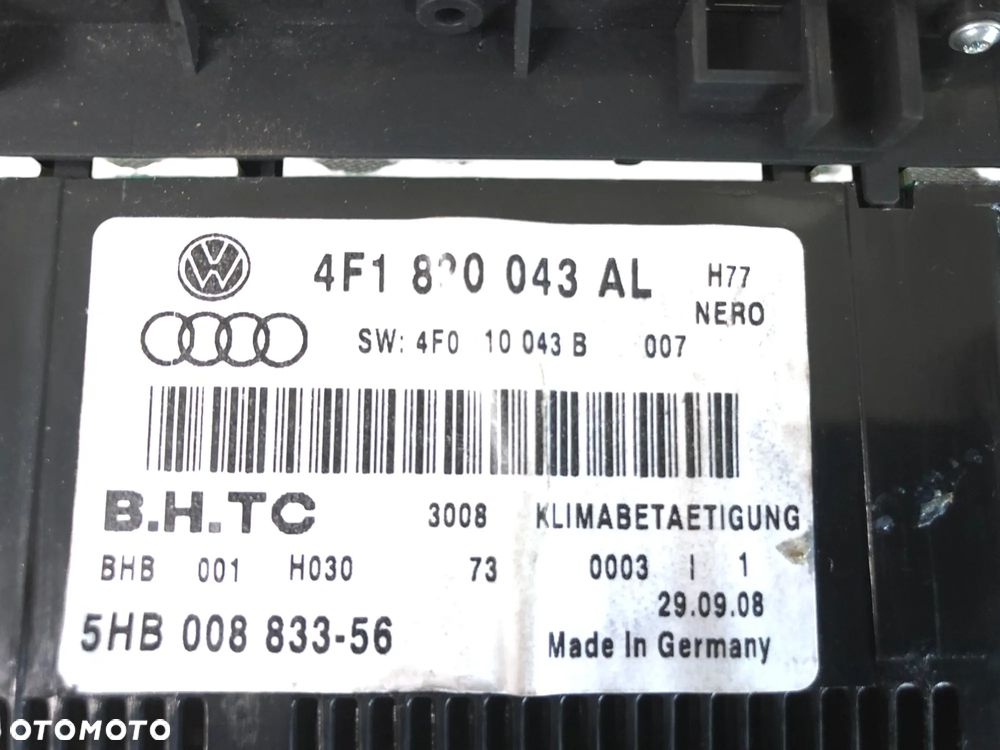 4F1 043 AL H77
NERO
SW: 4F0 10 043 B 007
B.H.TC 3008 KLIMABETAETIGUNG
BHB 001 H030 73 0003 I 1
29.09.08
5HB 008 833-56 Made In Germany
OTOMOTO